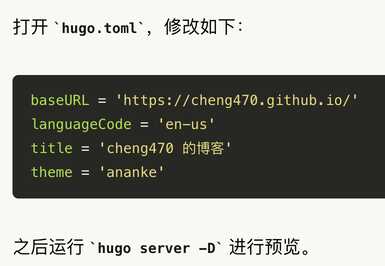 打开 `hugo.toml`，修改如下：
baseURL = 'https://cheng470.github.io/'
languageCode = 'en-us'
title = 'cheng470 的博客'
theme = 'ananke'
之后运行 `hugo server -D` 进行预览。